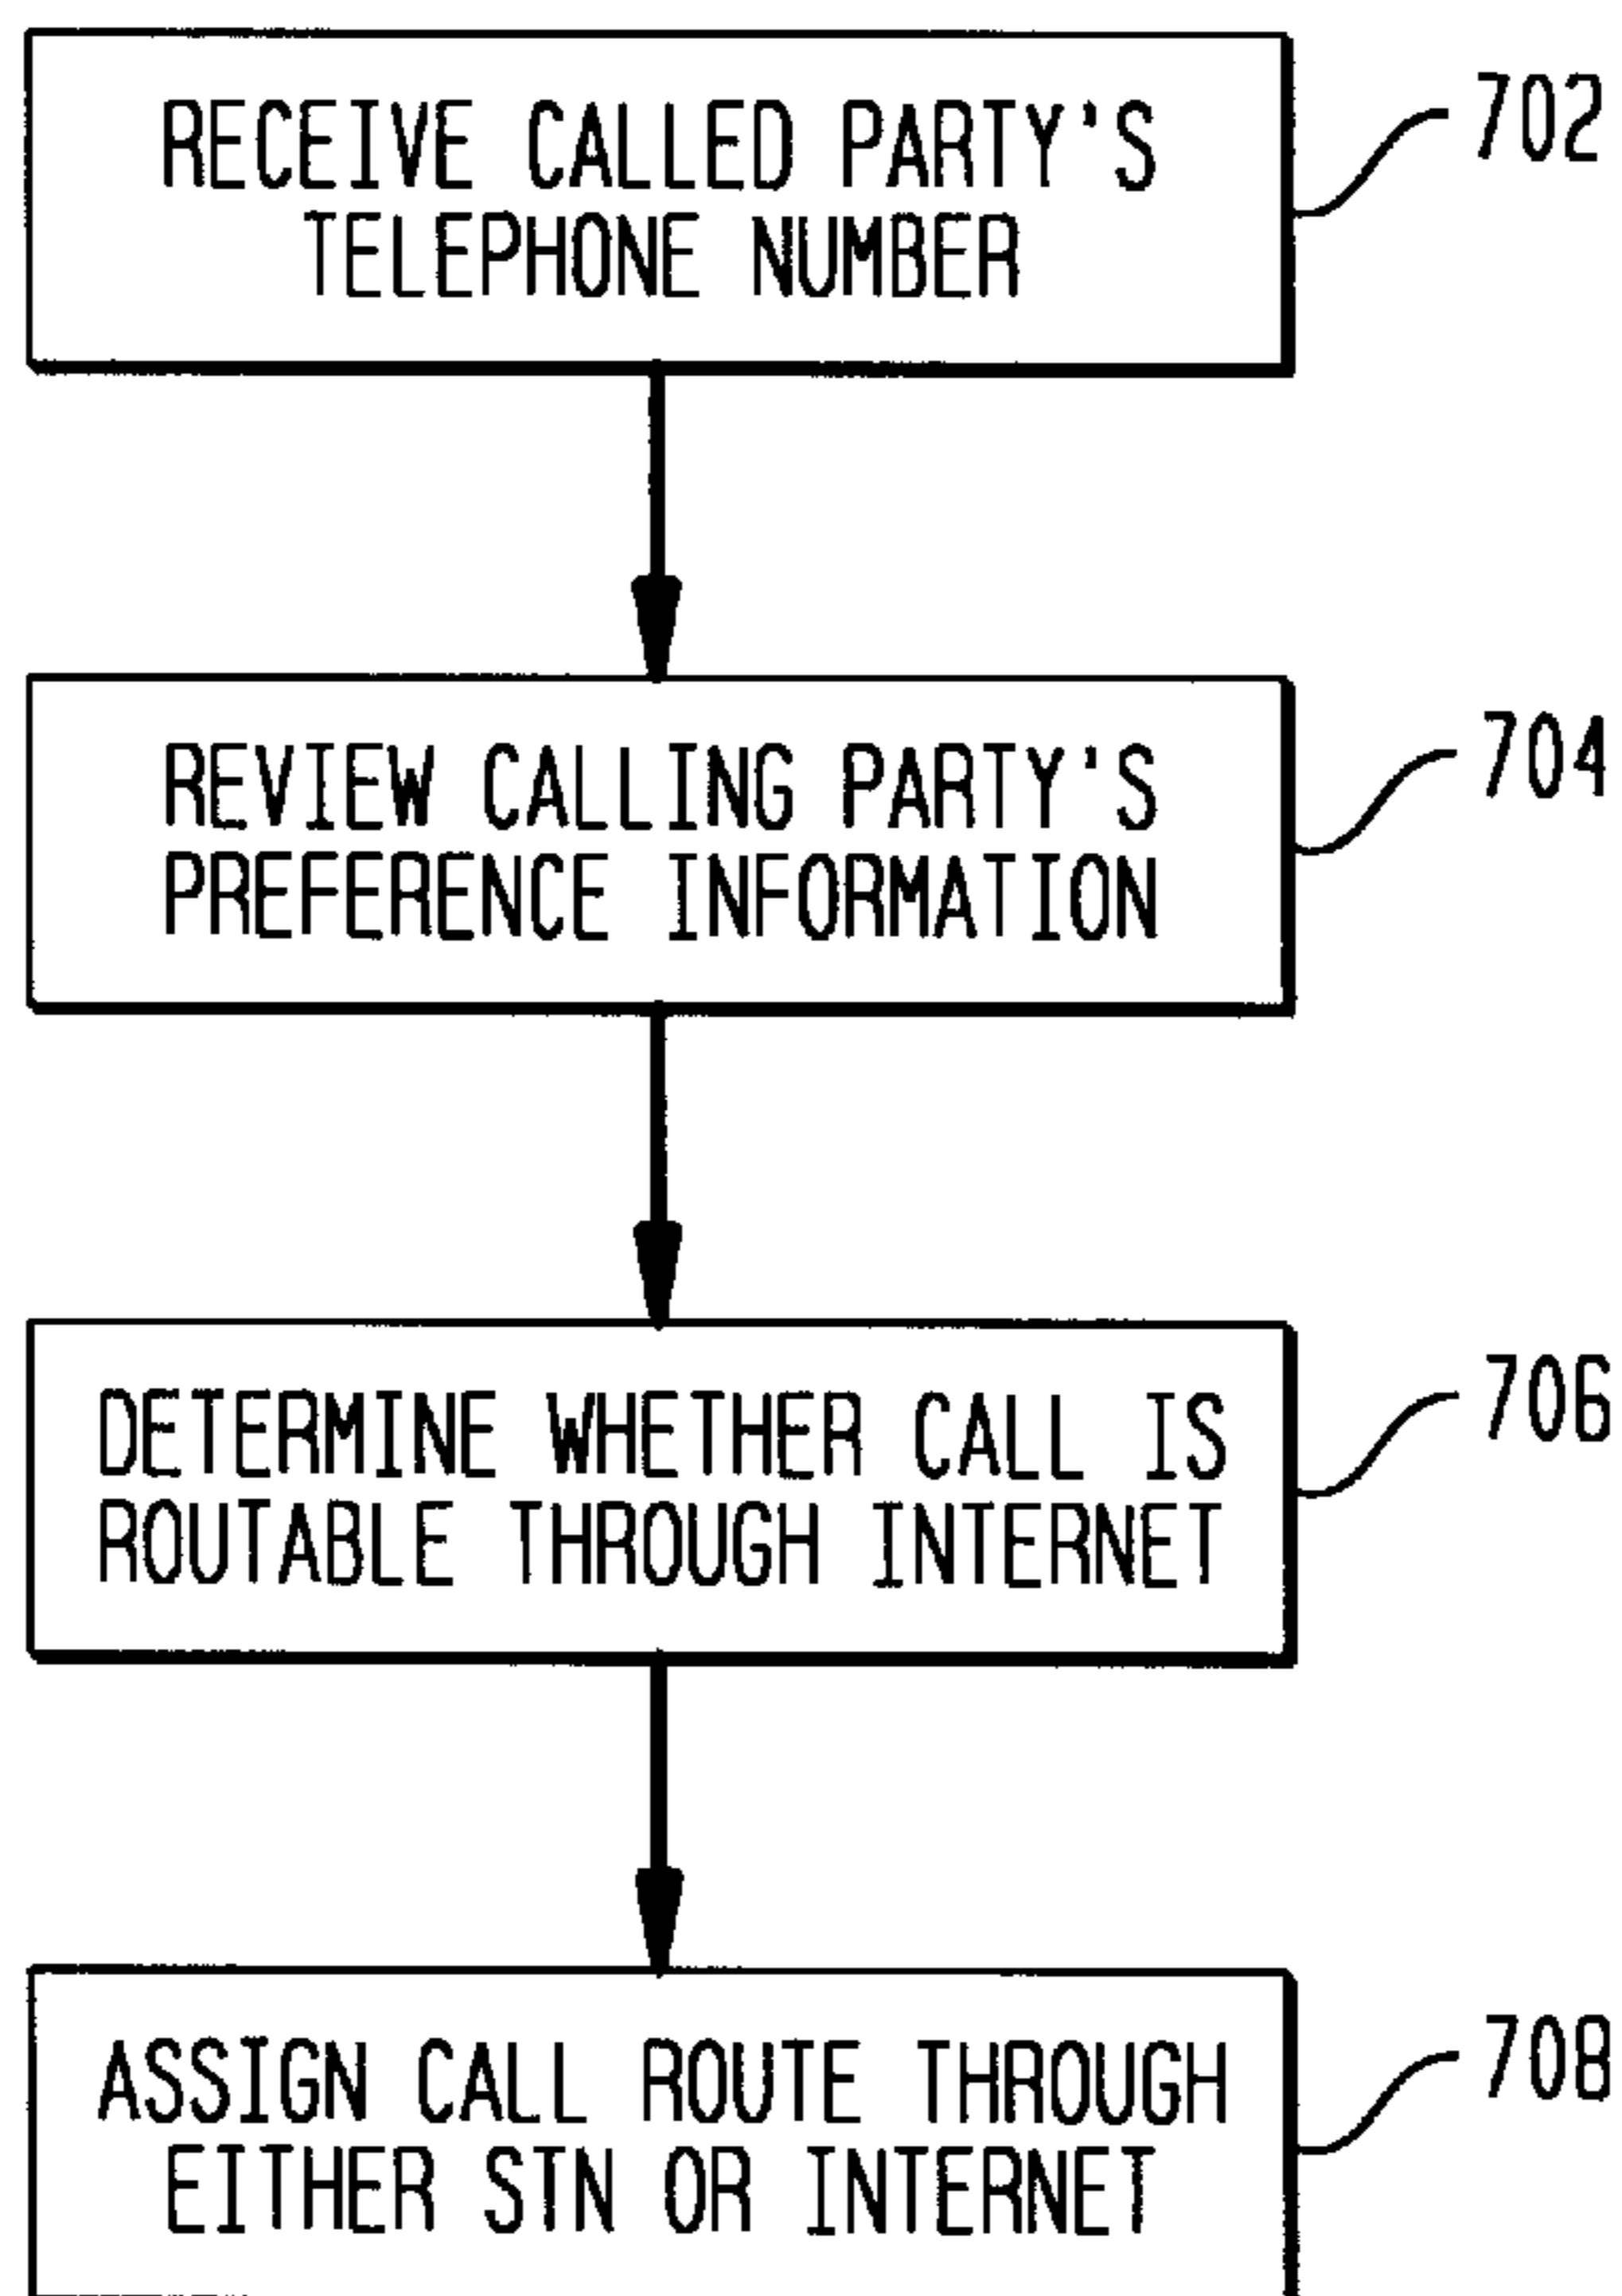 RECEIVE CALLED PARTY'S
TELEPHONE NUMBER
702
REVIEW CALLING PARTY'S
PREFERENCE INFORMATION
704
DETERMINE WHETHER CALL IS
ROUTABLE THROUGH INTERNET
706
ASSIGN CALL ROUTE THROUGH
EITHER STN OR INTERNET
708